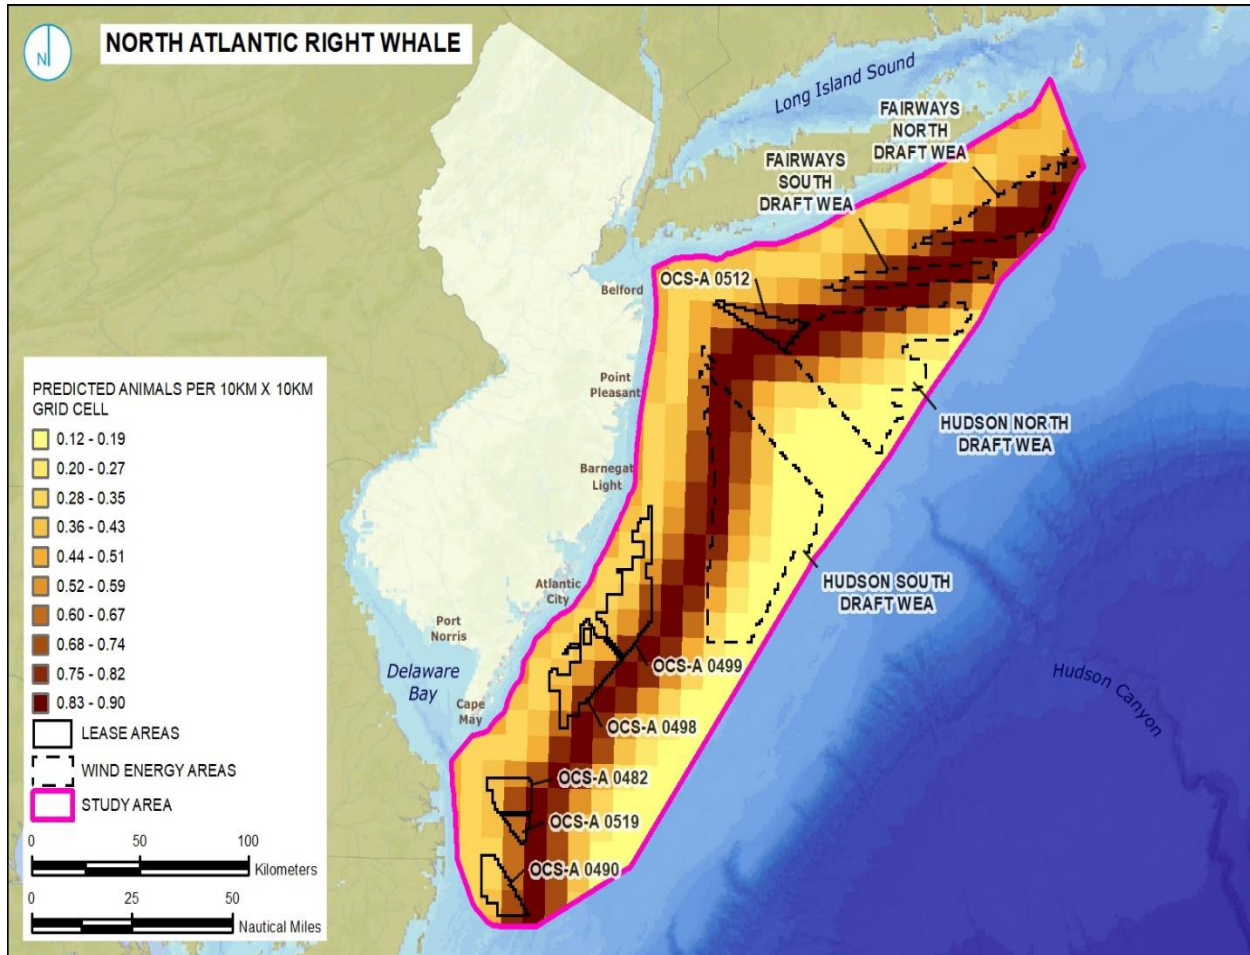 N
NORTH ATLANTIC RIGHT WHALE
Long Island Sound
FAIRWAYS
NORTH
DRAFT WEA
FAIRWAYS
SOUTH
DRAFT WEA
OCS-A 0512
Belford
Point
Pleasant
HUDSON NORTH
DRAFT WEA
Barnegat
Light
HUDSON SOUTH
DRAFT WEA
Atlantic
City
Port
Norris
OCS-A 0499
Delaware
Bay
Hudson Canyon
Cape
May
OCS-A 0498
OCS-A 0482
OCS-A 0519
OCS-A 0490
PREDICTED ANIMALS PER 10KM X 10KM
GRID CELL
0.12 - 0.19
0.20 - 0.27
0.28 - 0.35
0.36 - 0.43
0.44 - 0.51
0.52 - 0.59
0.60 - 0.67
0.68 - 0.74
0.75 - 0.82
0.83 - 0.90
LEASE AREAS
WIND ENERGY AREAS
STUDY AREA
0 50 100
Kilometers
0 25 50
Nautical Miles